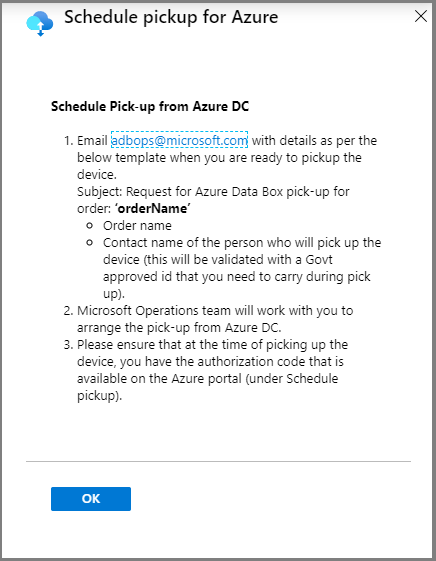 Schedule pickup for Azure
Schedule Pick-up from Azure DC
1. Email adbops@microsoft.com with details as per the
below template when you are ready to pickup the
device.
Subject: Request for Azure Data Box pick-up for
order: ‘orderName’
Order name
Contact name of the person who will pick up the
device (this will be validated with a Govt
approved id that you need to carry during pick
up).
2. Microsoft Operations team will work with you to
arrange the pick-up from Azure DC.
3. Please ensure that at the time of picking up the
device, you have the authorization code that is
available on the Azure portal (under Schedule
pickup).
OK